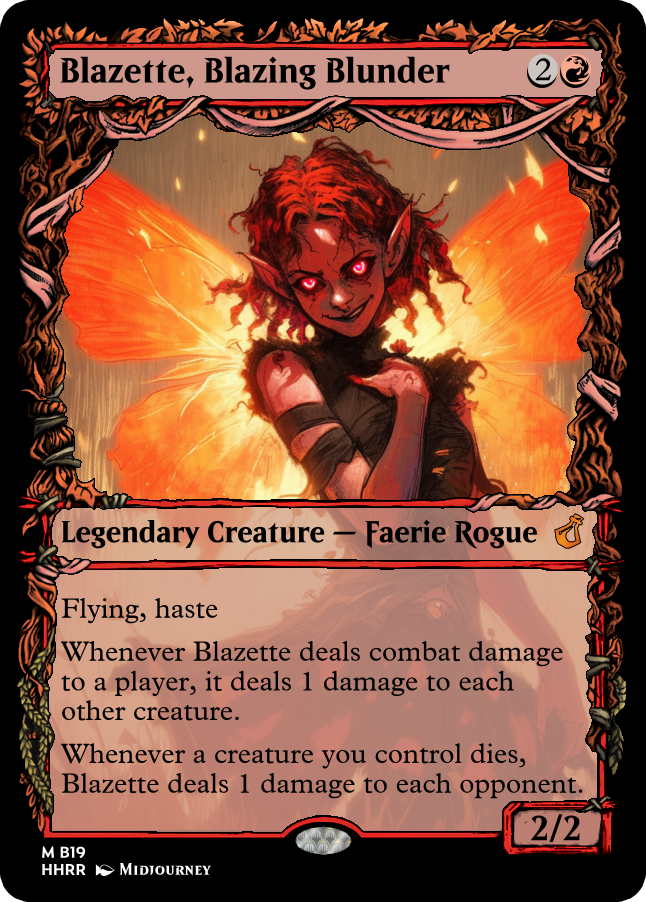 Blazette, Blazing Blunder
2
Legendary Creature — Faerie Rogue
Flying, haste
Whenever Blazette deals combat damage
to a player, it deals 1 damage to each
other creature.
Whenever a creature you control dies,
Blazette deals 1 damage to each opponent.
2/2
M B19
HHRR Midjourney